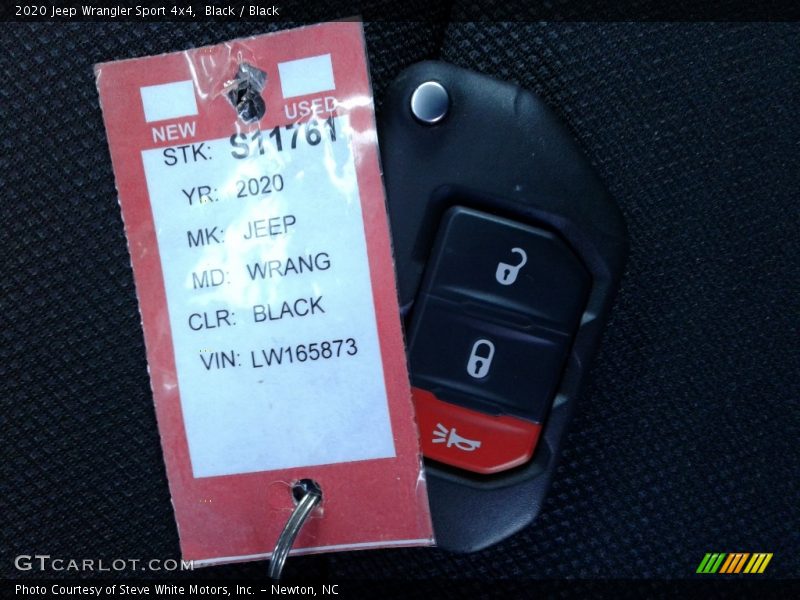 2020 Jeep Wrangler Sport 4x4, Black / Black
NEW USED
STK: S11761
YR: 2020
MK: JEEP
MD: WRANG
CLR: BLACK
VIN: LW165873
GTCARLOT.COM
Photo Courtesy of Steve White Motors, Inc. – Newton, NC